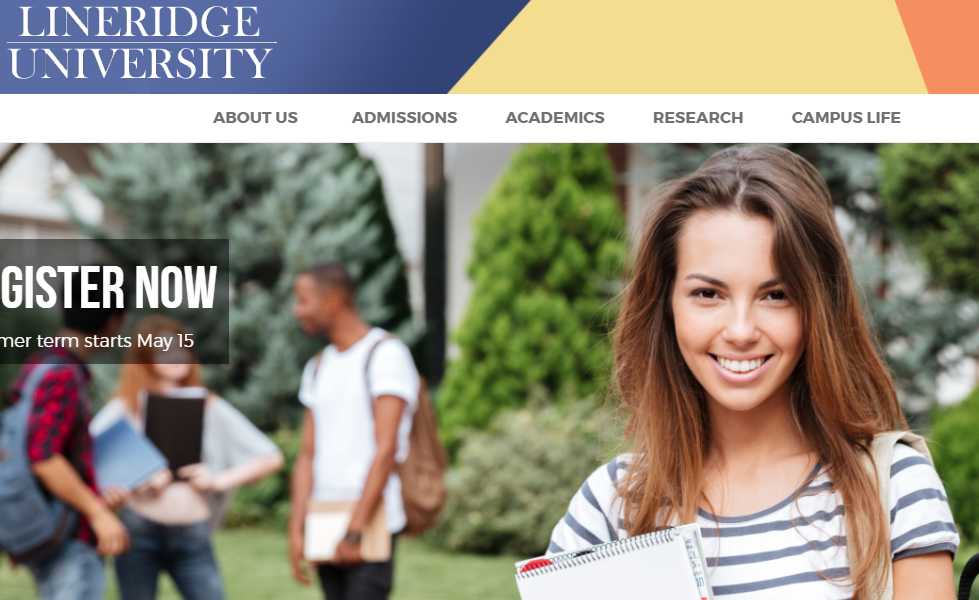 LINERIDGE
UNIVERSITY
ABOUT US ADMISSIONS ACADEMICS RESEARCH CAMPUS LIFE
GISTER NOW
mer term starts May 15